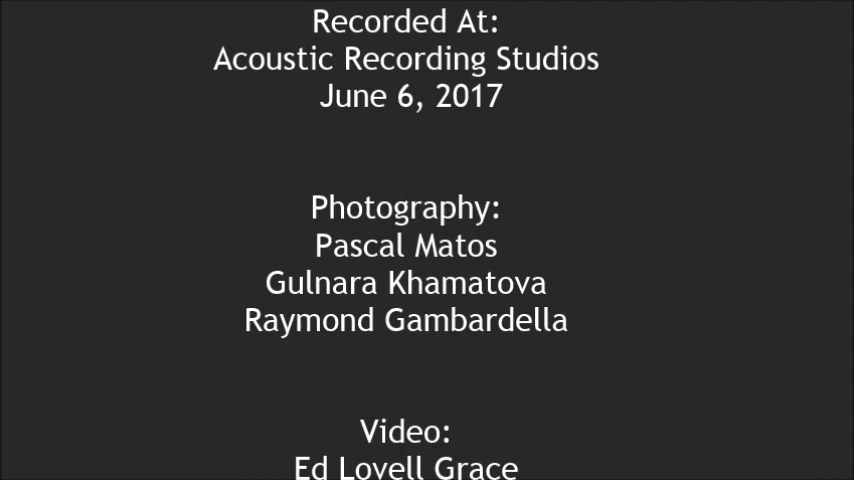 Recorded At:
Acoustic Recording Studios
June 6, 2017
Photography:
Pascal Matos
Gulnara Khamatova
Raymond Gambardella
Video:
Ed Lovell Grace